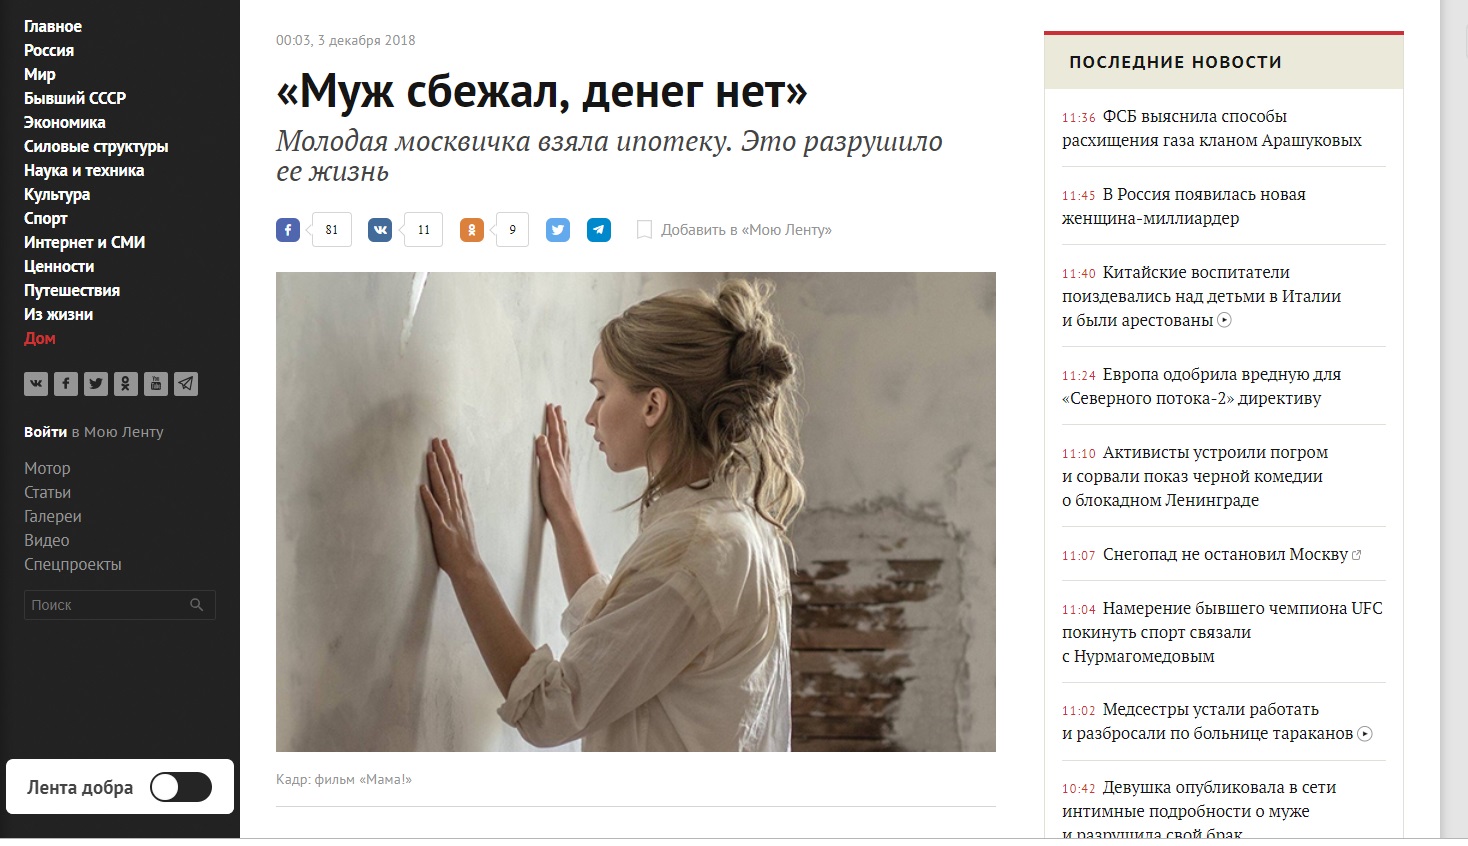 Главное
Россия
Мир
Бывший СССР
Экономика
Силовые структуры
Наука и техника
Культура
Спорт
Интернет и СМИ
Ценности
Путешествия
Из жизни
Дом
Войти в Мою Ленту
Мотор
Статьи
Галереи
Видео
Спецпроекты
Поиск
Лента добра
00:03, 3 декабря 2018
«Муж сбежал, денег нет»
Молодая москвичка взяла ипотеку. Это разрушило
ее жизнь
81
11
9
Добавить в «Мою Ленту»
Кадр: фильм «Мама!»
ПОСЛЕДНИЕ НОВОСТИ
11:36 ФСБ выяснила способы
расхищения газа кланом Арашуковых
11:45 В Россия появилась новая
женщина-миллиардер
11:40 Китайские воспитатели
поиздевались над детьми в Италии
и были арестованы
11:24 Европа одобрила вредную для
«Северного потока-2» директиву
11:10 Активисты устроили погром
и сорвали показ черной комедии
о блокадном Ленинграде
11:07 Снегопад не остановил Москву
11:04 Намерение бывшего чемпиона UFC
покинуть спорт связали
с Нурмагомедовым
11:02 Медсестры устали работать
и разбросали по больнице тараканов
10:42 Девушка опубликовала в сети
интимные подробности о муже
и разрушила свой брак